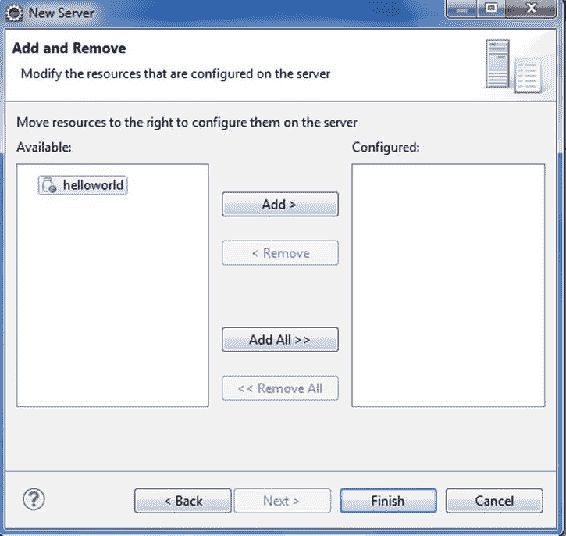 New Server
Add and Remove
Modify the resources that are configured on the server
Move resources to the right to configure them on the server
Available:
Configured:
helloworld
Add >
< Remove
Add All >>
<< Remove All
?
< Back
Next >
Finish
Cancel